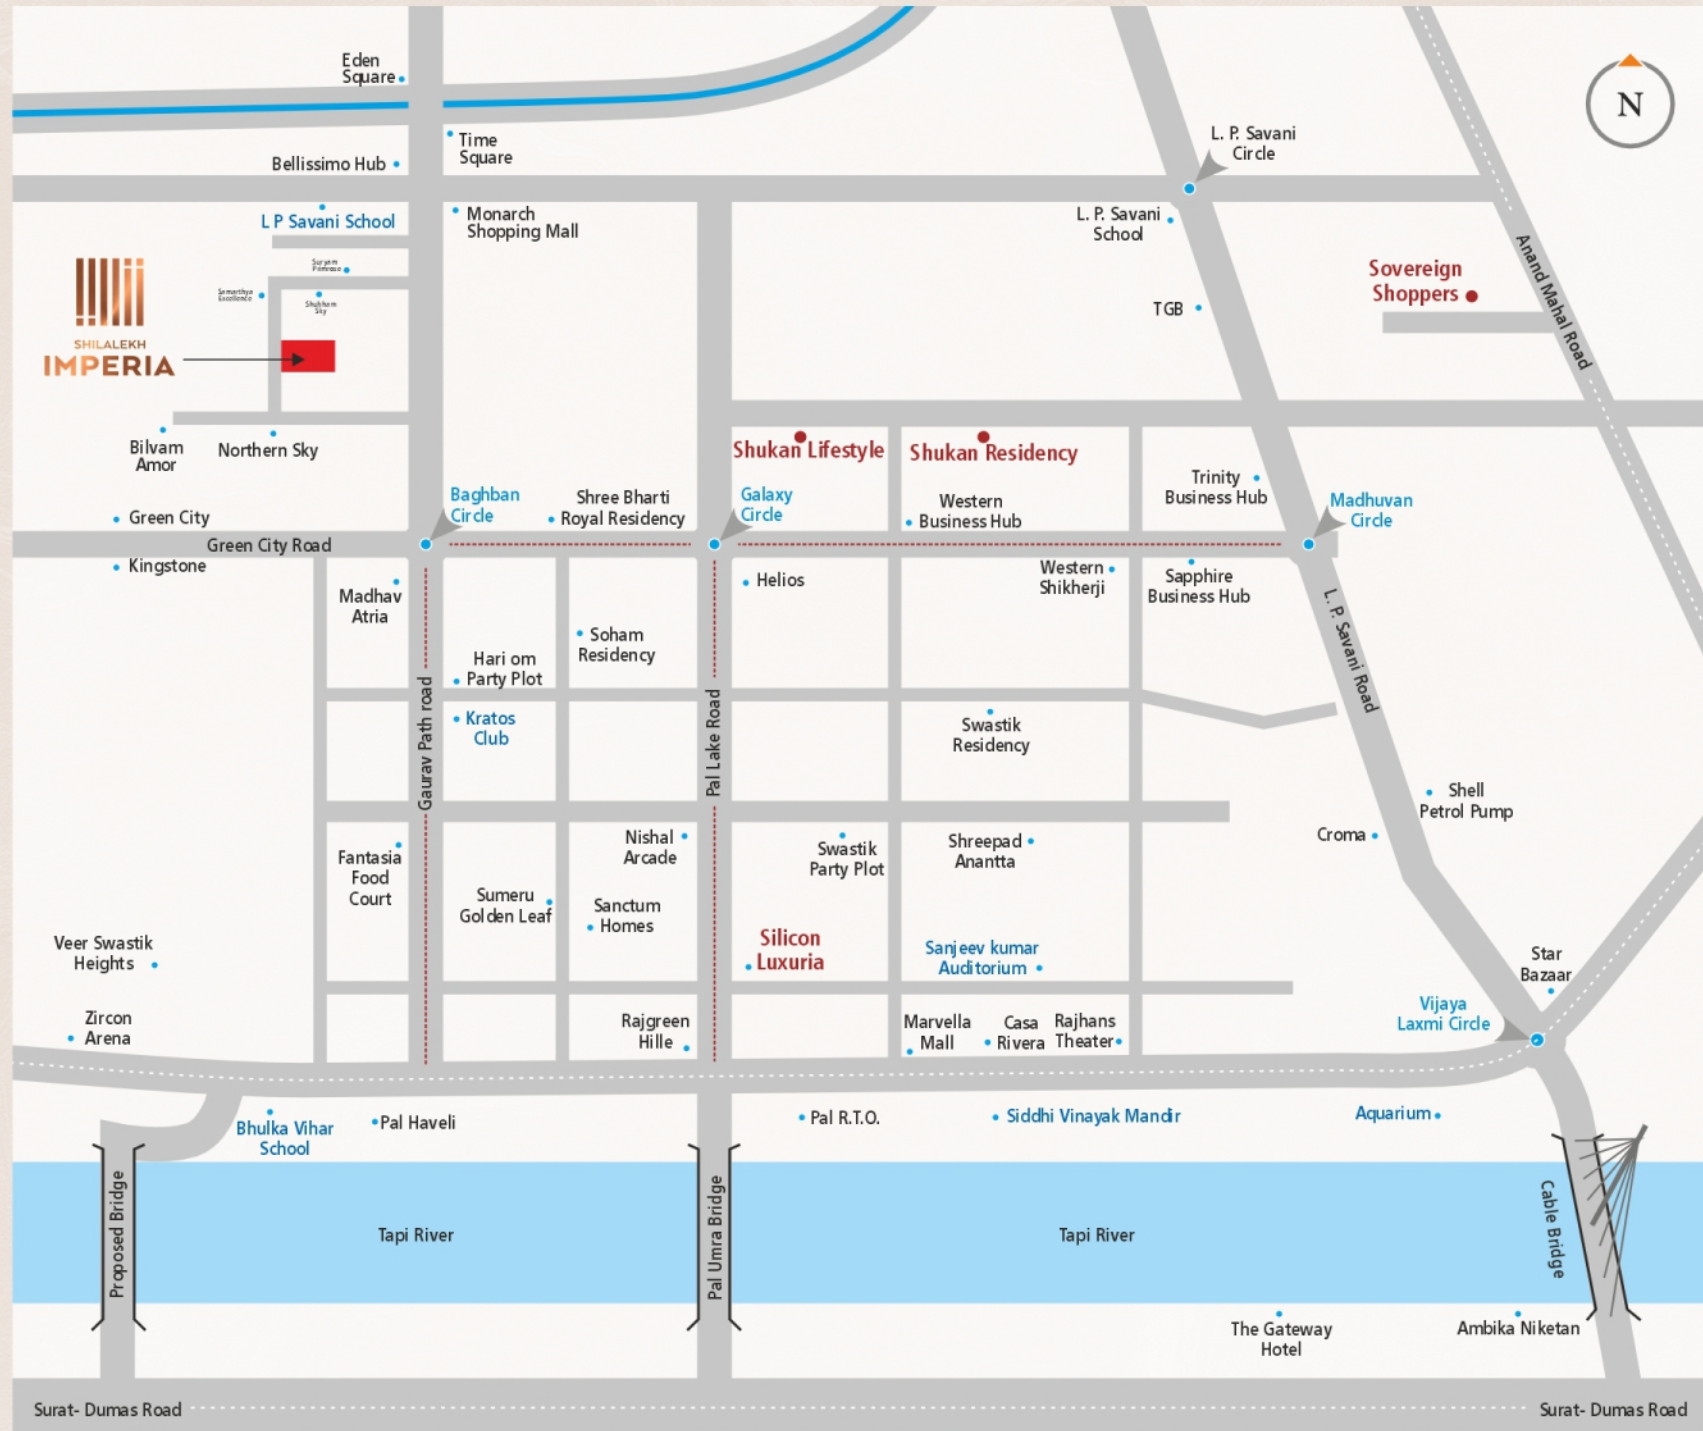 Eden
Square
N
Time
Square
L. P. Savani
Circle
Bellissimo Hub
L P Savani School
Monarch
Shopping Mall
L. P. Savani
School
Suryam
Primrose
Samarthya
Excellence
Shubham
Sky
Sovereign
Shoppers
Anand Mahal Road
TGB
SHILALEKH
IMPERIA
Bilvam
Amor
Northern Sky
Shukan Lifestyle
Shukan Residency
Trinity
Business Hub
Baghban
Circle
Shree Bharti
Royal Residency
Galaxy
Circle
Western
Business Hub
Madhuvan
Circle
Green City
Green City Road
Kingstone
Madhav
Atria
Helios
Western
Shikherji
Sapphire
Business Hub
L. P. Savani Road
Soham
Residency
Hari om
Party Plot
Gaurav Path road
Pal Lake Road
Kratos
Club
Swastik
Residency
Shell
Petrol Pump
Croma
Fantasia
Food
Court
Nishal
Arcade
Swastik
Party Plot
Shreepad
Anantta
Sumeru
Golden Leaf
Sanctum
Homes
Veer Swastik
Heights
Silicon
Luxuria
Sanjeev kumar
Auditorium
Star
Bazaar
Zircon
Arena
Rajgreen
Hille
Marvella
Mall
Casa
Rivera
Rajhans
Theater
Vijaya
Laxmi Circle
Bhulka Vihar
School
Pal Haveli
Pal R.T.O.
Siddhi Vinayak Mandir
Aquarium
Proposed Bridge
Tapi River
Pal Umra Bridge
Tapi River
Cable Bridge
The Gateway
Hotel
Ambika Niketan
Surat- Dumas Road
Surat- Dumas Road